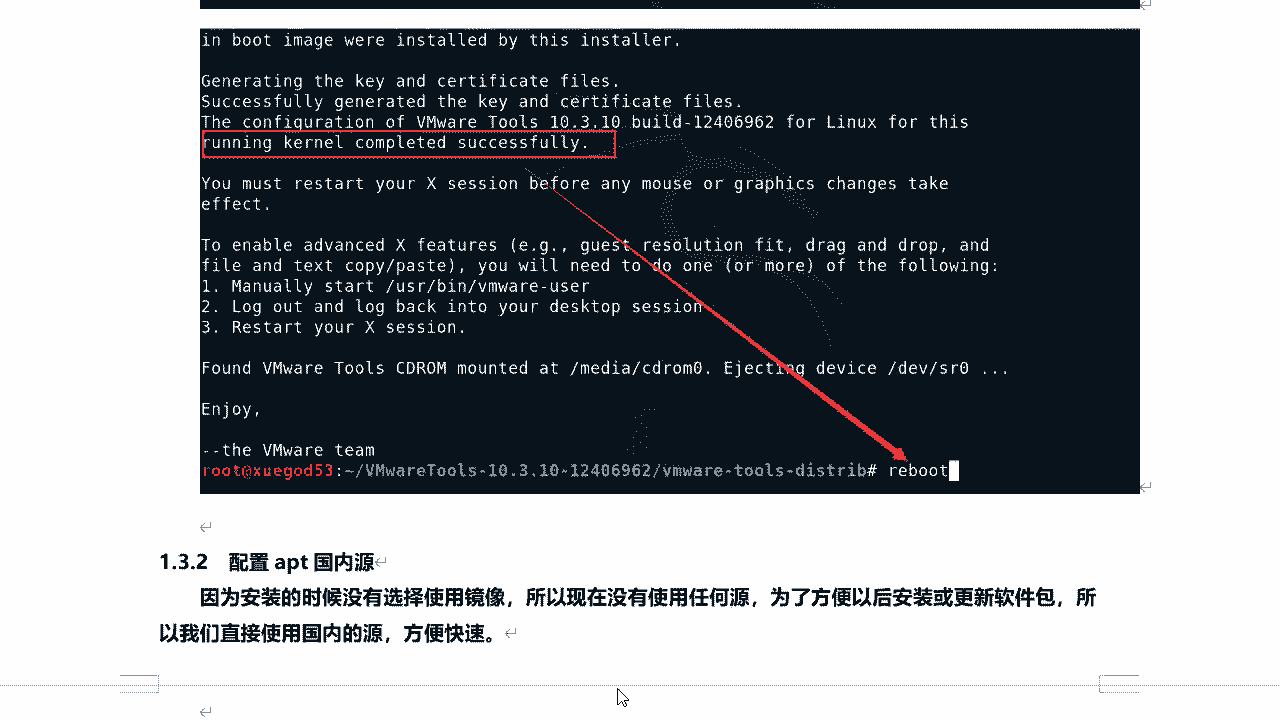 in boot image were installed by this installer.
Generating the key and certificate files.
Successfully generated the key and certificate files.
The configuration of VMware Tools 10.3.10 build-12406962 for Linux for this
running kernel completed successfully.
You must restart your X session before any mouse or graphics changes take
effect.
To enable advanced X features (e.g., guest resolution fit, drag and drop, and
file and text copy/paste), you will need to do one (or more) of the following:
1. Manually start /usr/bin/vmware-user
2. Log out and log back into your desktop session
3. Restart your X session.
Found VMware Tools CDROM mounted at /media/cdrom0. Ejecting device /dev/sr0 ...
Enjoy,
--the VMware team
root@xuegod53:~/VMwareTools-10.3.10-12406962/vmware-tools-distrib# reboot
1.3.2 配置 apt 国内源
因为安装的时候没有选择使用镜像，所以现在没有使用任何源，为了方便以后安装或更新软件包，所
以我们直接使用国内的源，方便快速。